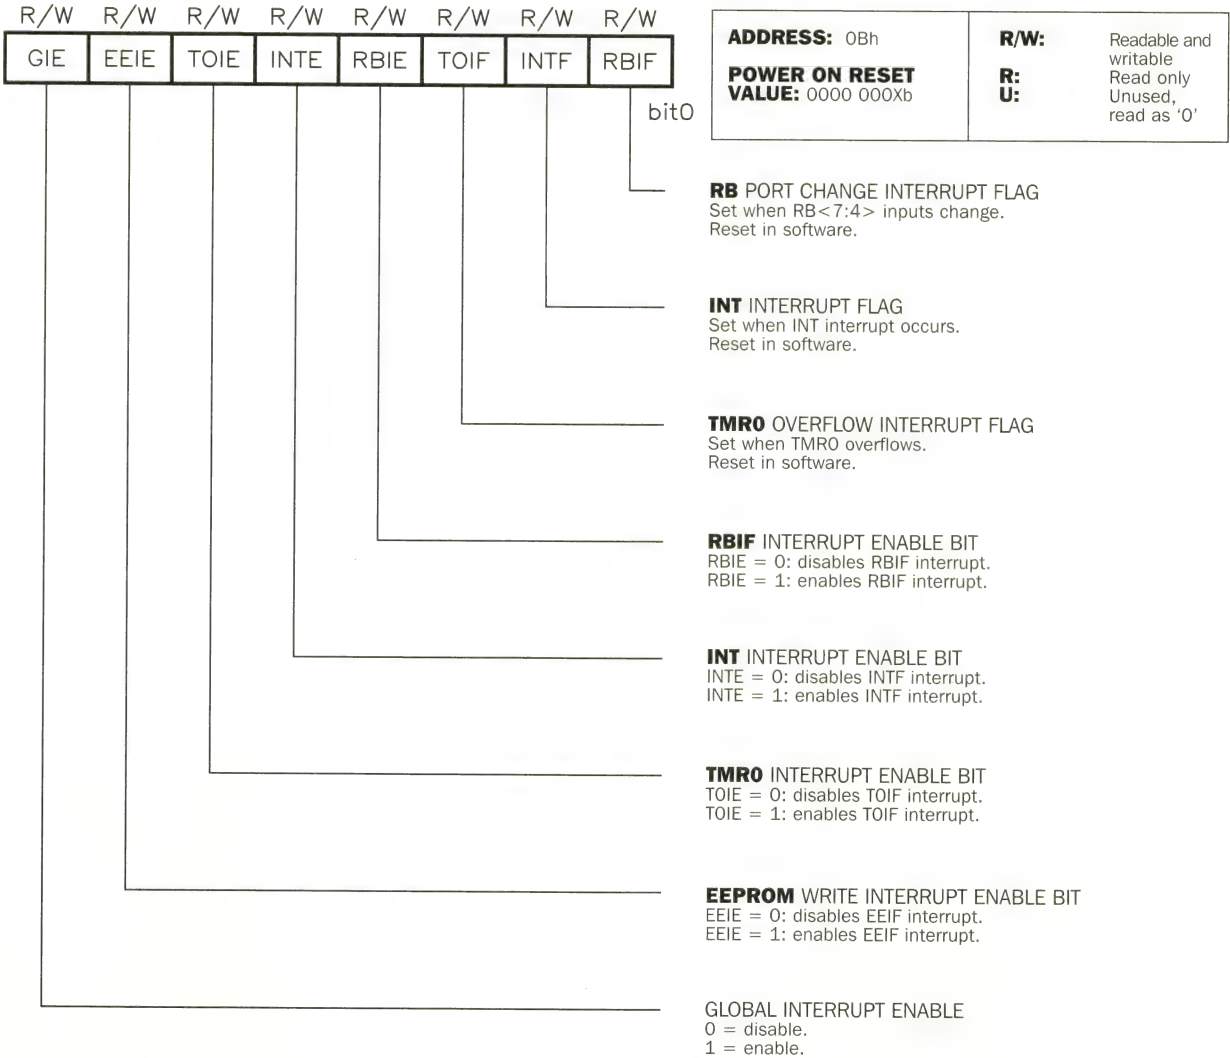 R/W R/W R/W R/W R/W R/W R/W R/W
GIE EEIE TOIE INTE RBIE TOIF INTF RBIF
bit0
ADDRESS: 0Bh
POWER ON RESET
VALUE: 0000 000Xb
R/W: Readable and
writable
R: Read only
U: Unused,
read as ‘0’
RB PORT CHANGE INTERRUPT FLAG
Set when RB<7:4> inputs change.
Reset in software.
INT INTERRUPT FLAG
Set when INT interrupt occurs.
Reset in software.
TMR0 OVERFLOW INTERRUPT FLAG
Set when TMR0 overflows.
Reset in software.
RBIF INTERRUPT ENABLE BIT
RBIE = 0: disables RBIF interrupt.
RBIE = 1: enables RBIF interrupt.
INT INTERRUPT ENABLE BIT
INTE = 0: disables INTF interrupt.
INTE = 1: enables INTF interrupt.
TMR0 INTERRUPT ENABLE BIT
TOIE = 0: disables TOIF interrupt.
TOIE = 1: enables TOIF interrupt.
EEPROM WRITE INTERRUPT ENABLE BIT
EEIE = 0: disables EEIF interrupt.
EEIE = 1: enables EEIF interrupt.
GLOBAL INTERRUPT ENABLE
0 = disable.
1 = enable.